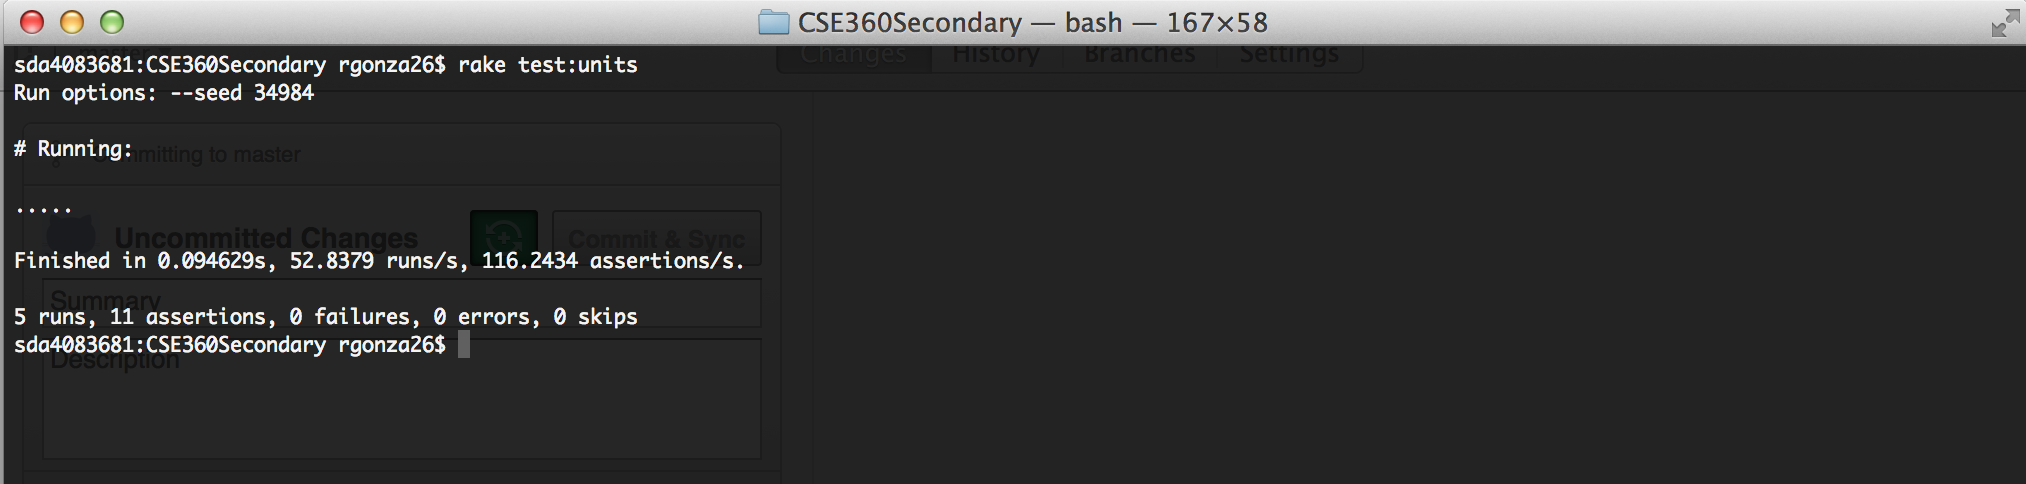 CSE360Secondary — bash — 167×58
master
Changes History Branches Settings
sda4083681:CSE360Secondary rgonza26$ rake test:units
Run options: --seed 34984
# Running:
Committing to master
.....
Uncommitted Changes
Commit & Sync
Finished in 0.094629s, 52.8379 runs/s, 116.2434 assertions/s.
Summary
5 runs, 11 assertions, 0 failures, 0 errors, 0 skips
sda4083681:CSE360Secondary rgonza26$
Description